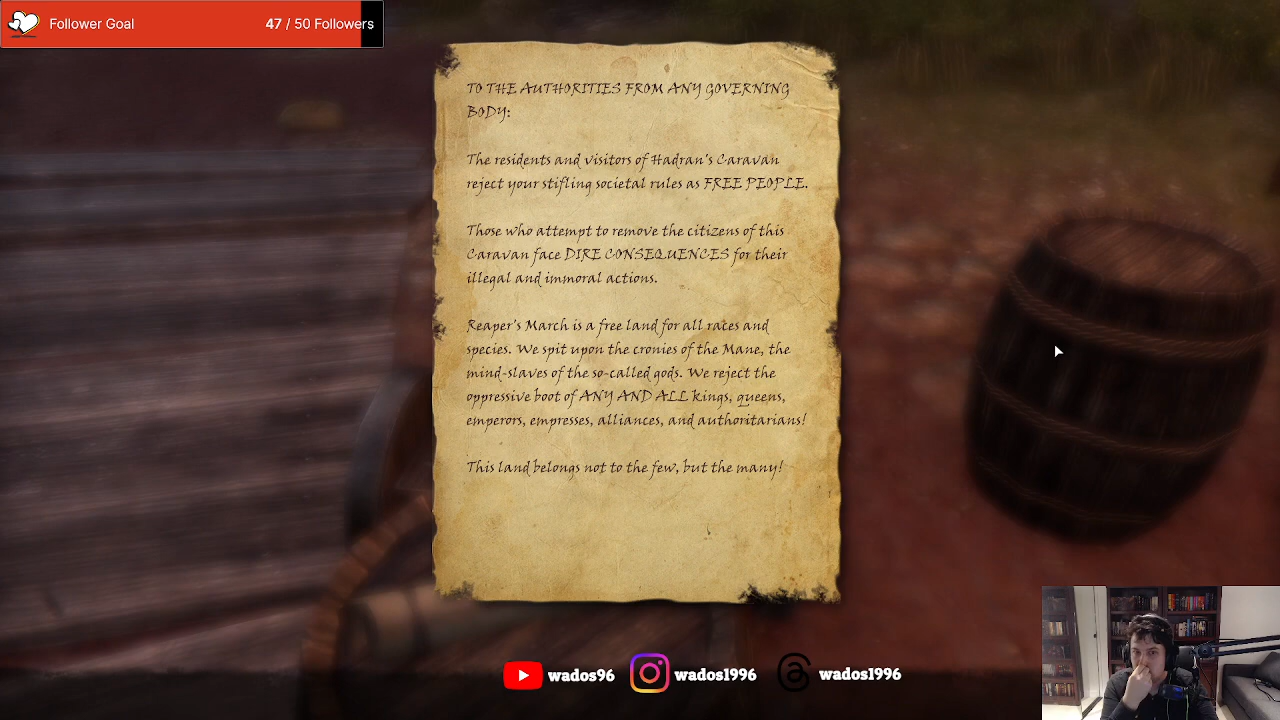 Follower Goal
47 / 50 Followers
TO THE AUTHORITIES FROM ANY GOVERNING
BODY:
The residents and visitors of Hadran's Caravan
reject your stifling societal rules as FREE PEOPLE.
Those who attempt to remove the citizens of this
Caravan face DIRE CONSEQUENCES for their
illegal and immoral actions.
Reaper's March is a free land for all races and
species. We spit upon the cronies of the Mane, the
mind-slaves of the so-called gods. We reject the
oppressive boot of ANY AND ALL kings, queens,
emperors, empresses, alliances, and authoritarians!
This land belongs not to the few, but the many!
wados96
wados1996
wados1996